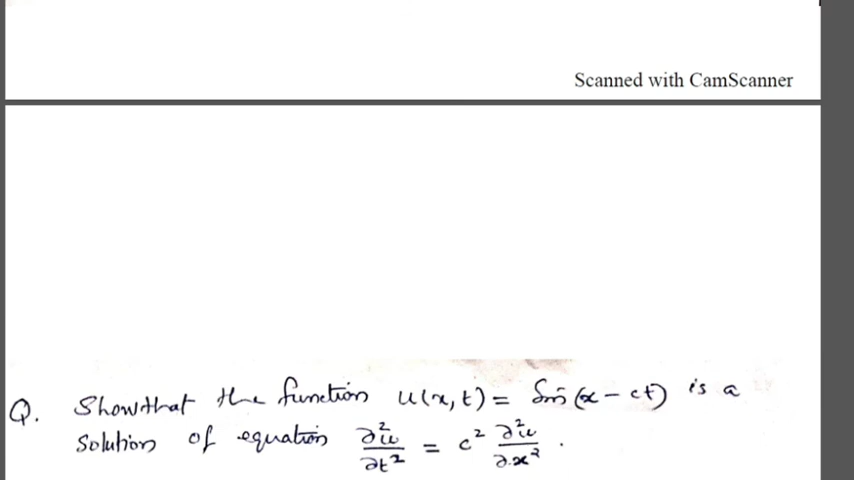 Scanned with CamScanner
Q. Show that the function u(x,t) = Sin(x - ct) is a
solution of equation ∂²u/∂t² = c² ∂²u/∂x² .